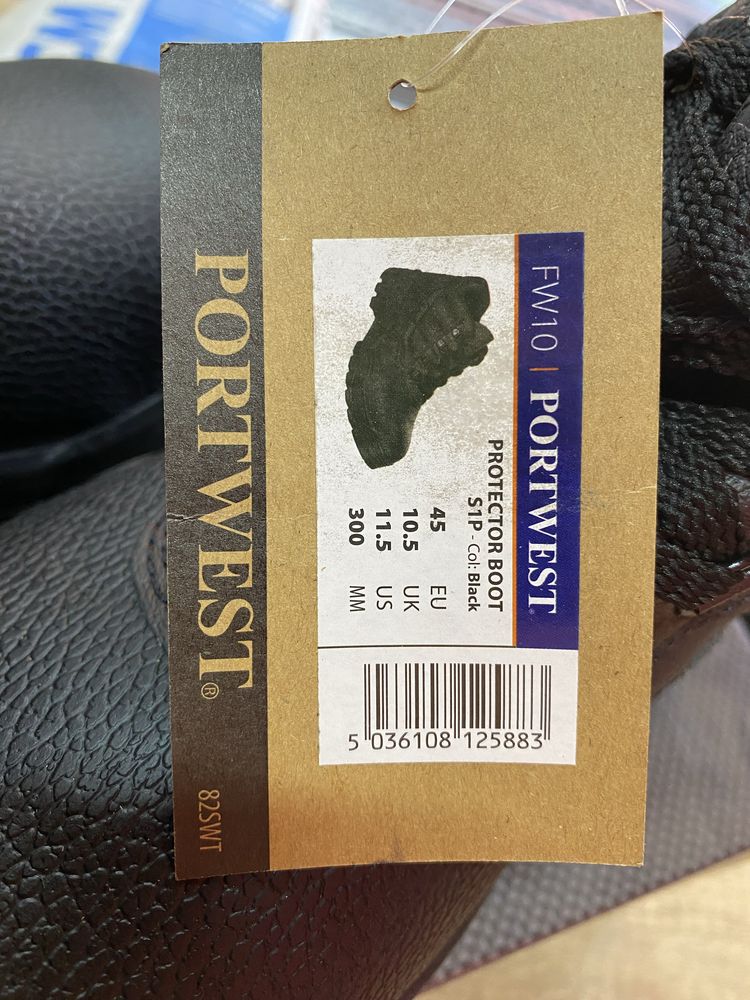 PORTWEST®
82SWT
FW10 | PORTWEST®
PROTECTOR BOOT
S1P - Col: Black
45 EU
10.5 UK
11.5 US
300 MM
5 036108 125883